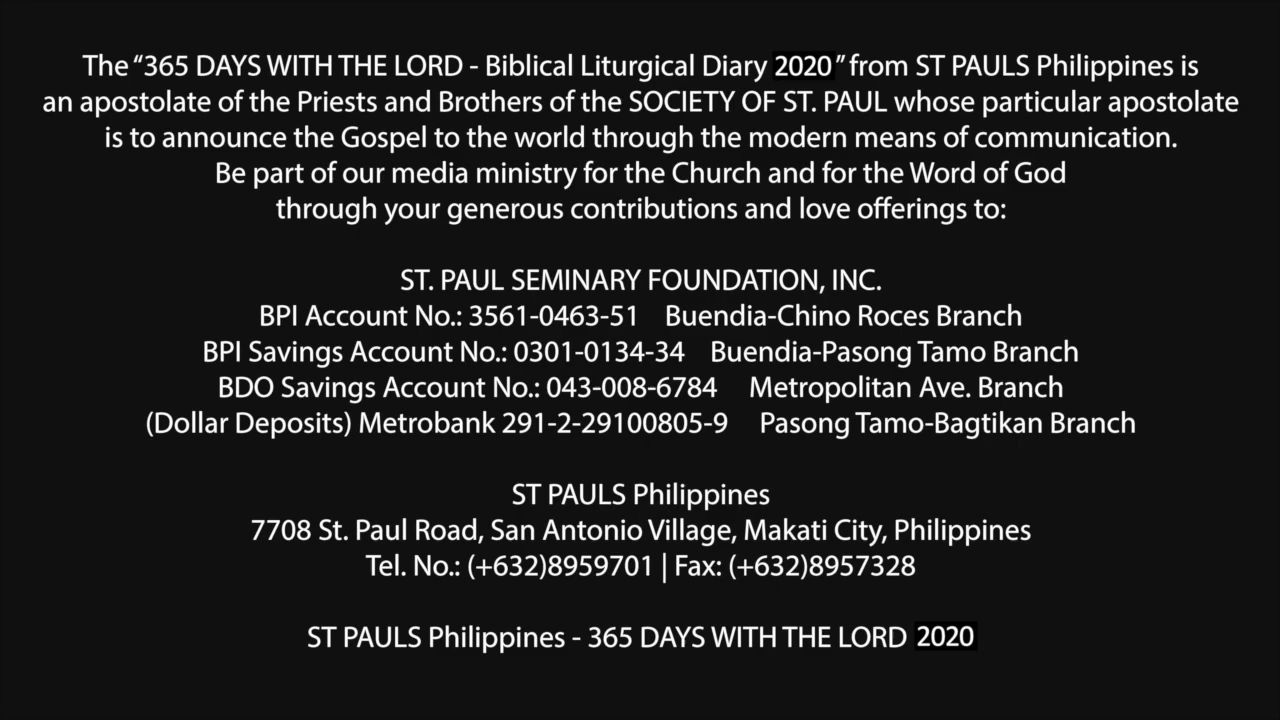 The “365 DAYS WITH THE LORD - Biblical Liturgical Diary 2020” from ST PAULS Philippines is
an apostolate of the Priests and Brothers of the SOCIETY OF ST. PAUL whose particular apostolate
is to announce the Gospel to the world through the modern means of communication.
Be part of our media ministry for the Church and for the Word of God
through your generous contributions and love offerings to:
ST. PAUL SEMINARY FOUNDATION, INC.
BPI Account No.: 3561-0463-51 Buendia-Chino Roces Branch
BPI Savings Account No.: 0301-0134-34 Buendia-Pasong Tamo Branch
BDO Savings Account No.: 043-008-6784 Metropolitan Ave. Branch
(Dollar Deposits) Metrobank 291-2-29100805-9 Pasong Tamo-Bagtikan Branch
ST PAULS Philippines
7708 St. Paul Road, San Antonio Village, Makati City, Philippines
Tel. No.: (+632)8959701 | Fax: (+632)8957328
ST PAULS Philippines - 365 DAYS WITH THE LORD 2020